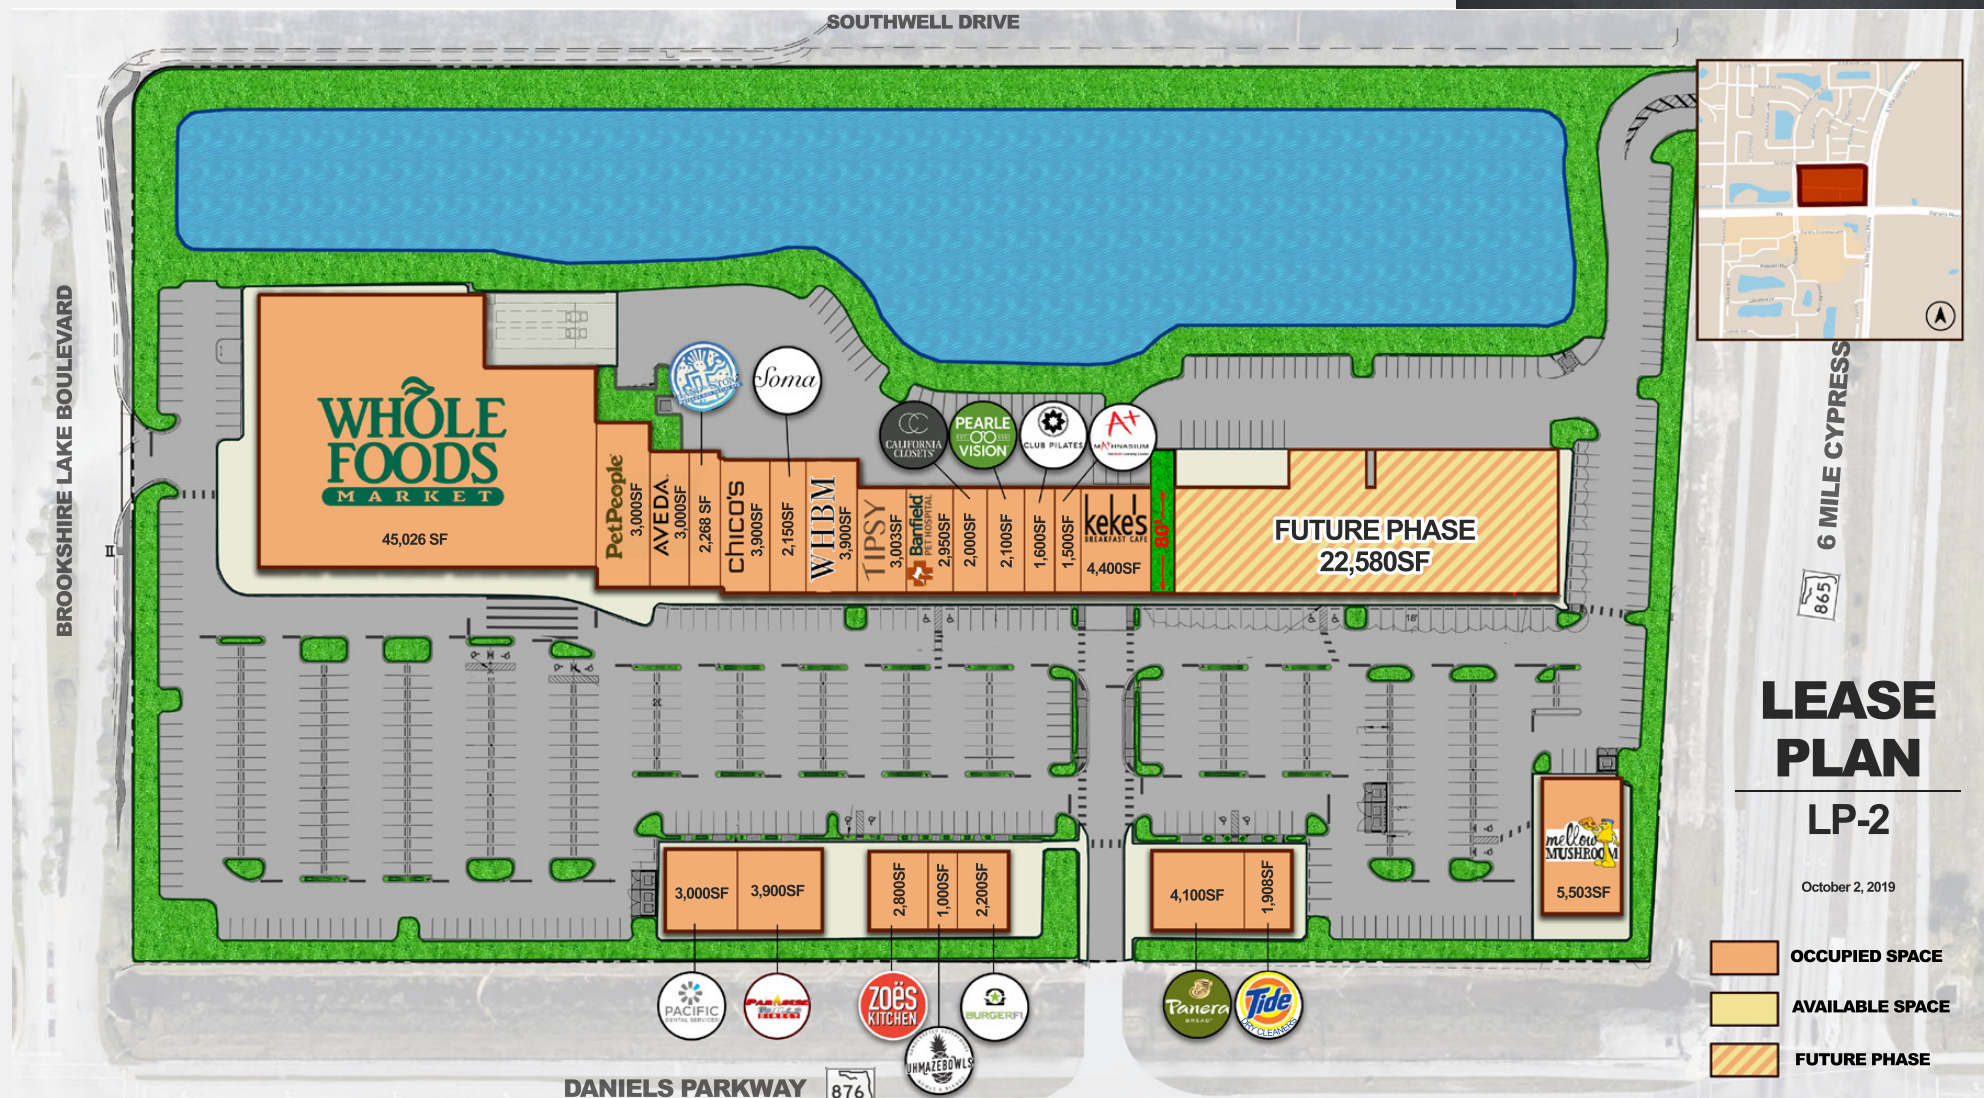 SOUTHWELL DRIVE
BROOKSHIRE LAKE BOULEVARD
6 MILE CYPRESS
865
WHOLE
FOODS
MARKET
45,026 SF
PetPeople
3,000SF
AVEDA
3,000SF
2,268 SF
Soma
chico's
3,900SF
2,150SF
WHBM
3,900SF
TIPSY
3,003SF
Banfield
PET HOSPITAL
2,950SF
CALIFORNIA
CLOSETS
2,000SF
PEARLE
VISION
2,100SF
CLUB PILATES
1,600SF
A+
MATHNASIUM
1,500SF
keke's
BREAKFAST CAFE
4,400SF
80'
FUTURE PHASE
22,580SF
18'
3,000SF
3,900SF
2,800SF
1,000SF
2,200SF
4,100SF
1,908SF
mellow
MUSHROOM
5,503SF
PACIFIC
DENTAL SERVICES
PARADISE
DIRECT
ZOËS
KITCHEN
UHMAZEBOWLS
BURGERFI
Panera
BREAD
Tide
DRY CLEANERS
DANIELS PARKWAY
876
LEASE
PLAN
LP-2
October 2, 2019
OCCUPIED SPACE
AVAILABLE SPACE
FUTURE PHASE